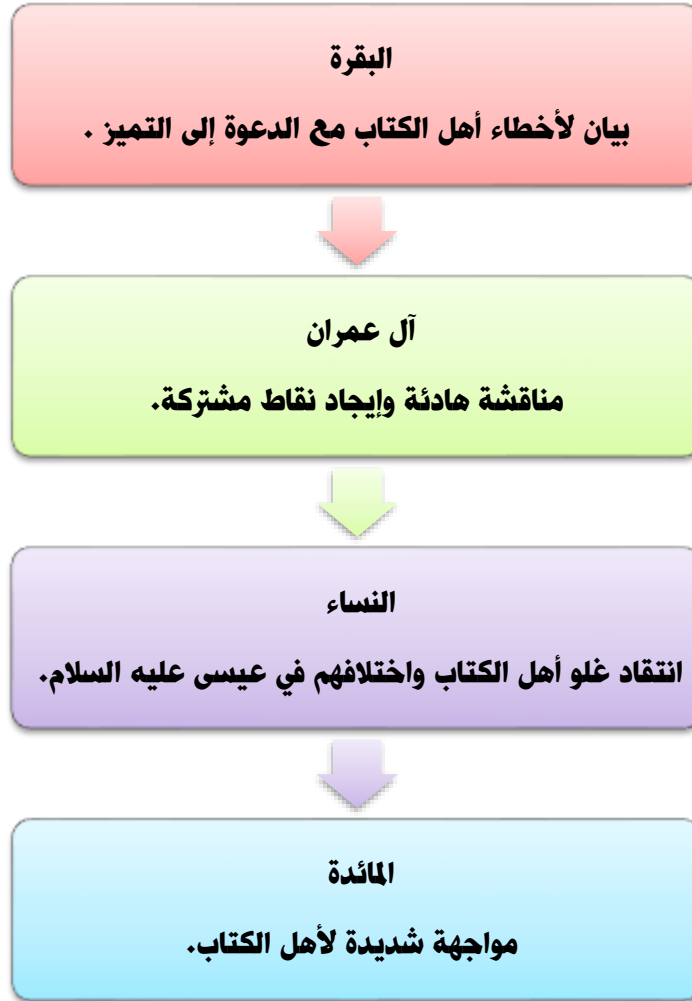 البقرة
بيان لأخطاء أهل الكتاب مع الدعوة إلى التميز .
آل عمران
مناقشة هادئة وإيجاد نقاط مشتركة.
النساء
انتقاد غلو أهل الكتاب واختلافهم في عيسى عليه السلام.
المائدة
مواجهة شديدة لأهل الكتاب.